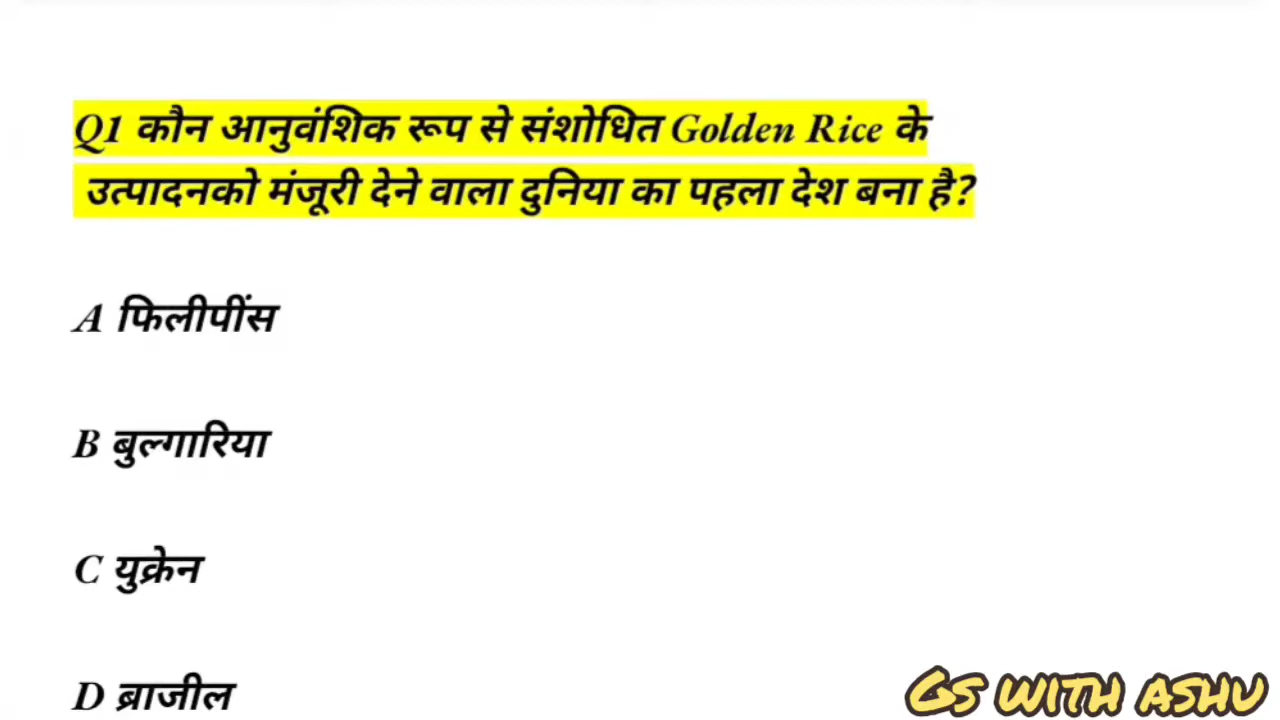 Q1 कौन आनुवंशिक रूप से संशोधित Golden Rice के
उत्पादनको मंजूरी देने वाला दुनिया का पहला देश बना है?
A फिलीपींस
B बुल्गारिया
C युक्रेन
D ब्राजील
GS WITH ASHU